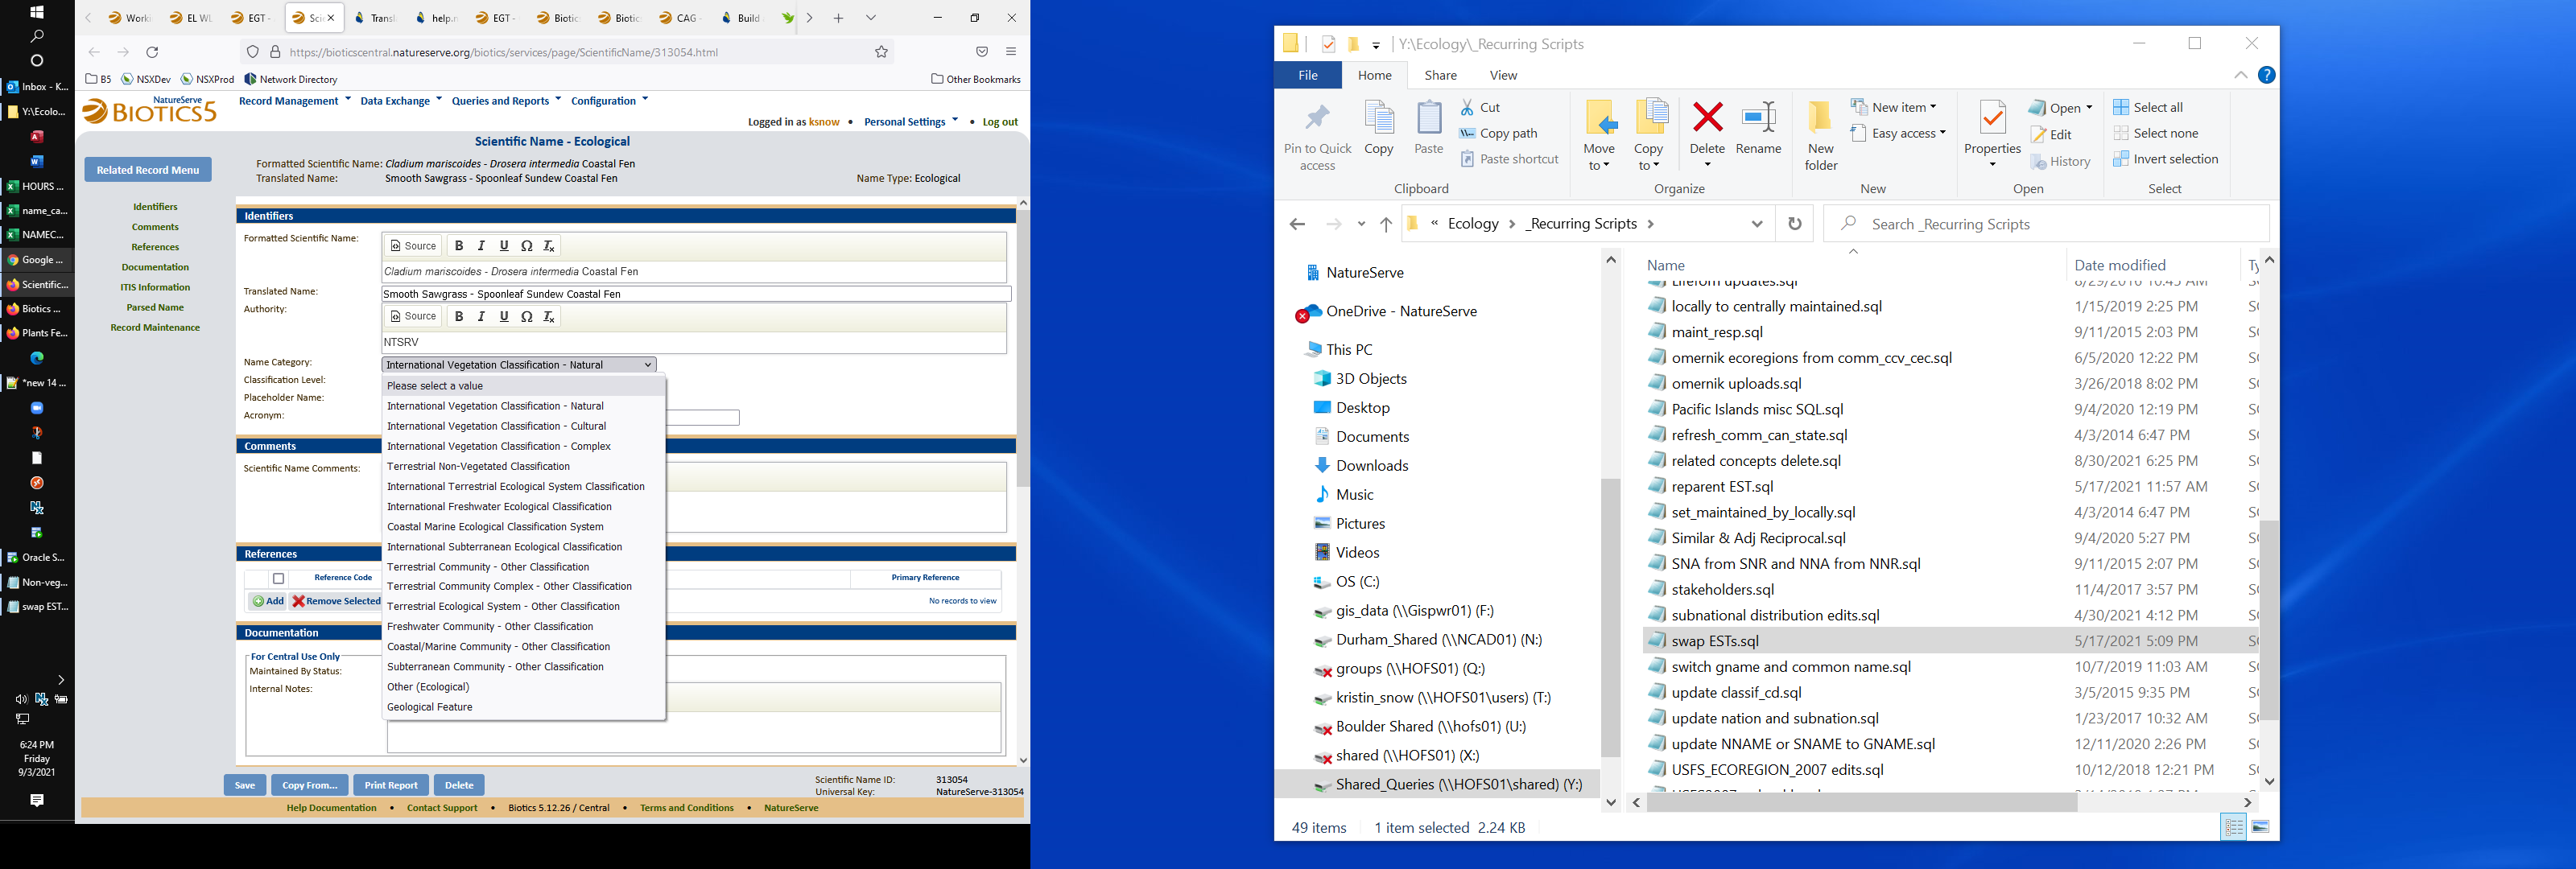 Worki
EL WL
EGT -
Scie
Transl
help.n
EGT -
Biotic
Biotic
CAG -
Build
https://bioticscentral.natureserve.org/biotics/services/page/ScientificName/313054.html
B5
NSXDev
NSXProd
Network Directory
Other Bookmarks
Inbox - K...
Y:\Ecolo...
HOURS ...
name_ca...
NAMEC...
Google ...
Scientific...
Biotics ...
Plants Fe...
*new 14 ...
Oracle S...
Non-veg...
swap EST...
6:24 PM
Friday
9/3/2021
NatureServe
BIOTICS5
Record Management
Data Exchange
Queries and Reports
Configuration
Logged in as ksnow • Personal Settings • Log out
Scientific Name - Ecological
Related Record Menu
Formatted Scientific Name: Cladium mariscoides - Drosera intermedia Coastal Fen
Translated Name: Smooth Sawgrass - Spoonleaf Sundew Coastal Fen
Name Type: Ecological
Identifiers
Comments
References
Documentation
ITIS Information
Parsed Name
Record Maintenance
Identifiers
Formatted Scientific Name:
Source B I U Ω Tx
Cladium mariscoides - Drosera intermedia Coastal Fen
Translated Name:
Smooth Sawgrass - Spoonleaf Sundew Coastal Fen
Authority:
Source B I U Ω Tx
NTSRV
Name Category:
International Vegetation Classification - Natural
Classification Level:
Placeholder Name:
Acronym:
Please select a value
International Vegetation Classification - Natural
International Vegetation Classification - Cultural
International Vegetation Classification - Complex
Terrestrial Non-Vegetated Classification
International Terrestrial Ecological System Classification
International Freshwater Ecological Classification
Coastal Marine Ecological Classification System
International Subterranean Ecological Classification
Terrestrial Community - Other Classification
Terrestrial Community Complex - Other Classification
Terrestrial Ecological System - Other Classification
Freshwater Community - Other Classification
Coastal/Marine Community - Other Classification
Subterranean Community - Other Classification
Other (Ecological)
Geological Feature
Comments
Scientific Name Comments:
References
Reference Code
Primary Reference
Add
Remove Selected
No records to view
Documentation
For Central Use Only
Maintained By Status:
Internal Notes:
Save
Copy From...
Print Report
Delete
Scientific Name ID: 313054
Universal Key: NatureServe-313054
Help Documentation • Contact Support • Biotics 5.12.26 / Central • Terms and Conditions • NatureServe
Y:\Ecology\_Recurring Scripts
File
Home
Share
View
Pin to Quick access
Copy
Paste
Cut
Copy path
Paste shortcut
Clipboard
Move to
Copy to
Delete
Rename
Organize
New folder
New item
Easy access
New
Properties
Open
Edit
History
Open
Select all
Select none
Invert selection
Select
« Ecology > _Recurring Scripts >
Search _Recurring Scripts
NatureServe
OneDrive - NatureServe
This PC
3D Objects
Desktop
Documents
Downloads
Music
Pictures
Videos
OS (C:)
gis_data (\\Gispwr01) (F:)
Durham_Shared (\\NCAD01) (N:)
groups (\\HOFS01) (Q:)
kristin_snow (\\HOFS01\users) (T:)
Boulder Shared (\\hofs01) (U:)
shared (\\HOFS01) (X:)
Shared_Queries (\\HOFS01\shared) (Y:)
Name
Date modified
Ty
locally to centrally maintained.sql 1/15/2019 2:25 PM
maint_resp.sql 9/11/2015 2:03 PM
omernik ecoregions from comm_ccv_cec.sql 6/5/2020 12:22 PM
omernik uploads.sql 3/26/2018 8:02 PM
Pacific Islands misc SQL.sql 9/4/2020 12:19 PM
refresh_comm_can_state.sql 4/3/2014 6:47 PM
related concepts delete.sql 8/30/2021 6:25 PM
reparent EST.sql 5/17/2021 11:57 AM
set_maintained_by_locally.sql 4/3/2014 6:47 PM
Similar & Adj Reciprocal.sql 9/4/2020 5:27 PM
SNA from SNR and NNA from NNR.sql 9/11/2015 2:07 PM
stakeholders.sql 11/4/2017 3:57 PM
subnational distribution edits.sql 4/30/2021 4:12 PM
swap ESTs.sql 5/17/2021 5:09 PM
switch gname and common name.sql 10/7/2019 11:03 AM
update classif_cd.sql 3/5/2015 9:35 PM
update nation and subnation.sql 1/23/2017 10:32 AM
update NNAME or SNAME to GNAME.sql 12/11/2020 2:26 PM
USFS_ECOREGION_2007 edits.sql 10/12/2018 12:21 PM
49 items
1 item selected 2.24 KB